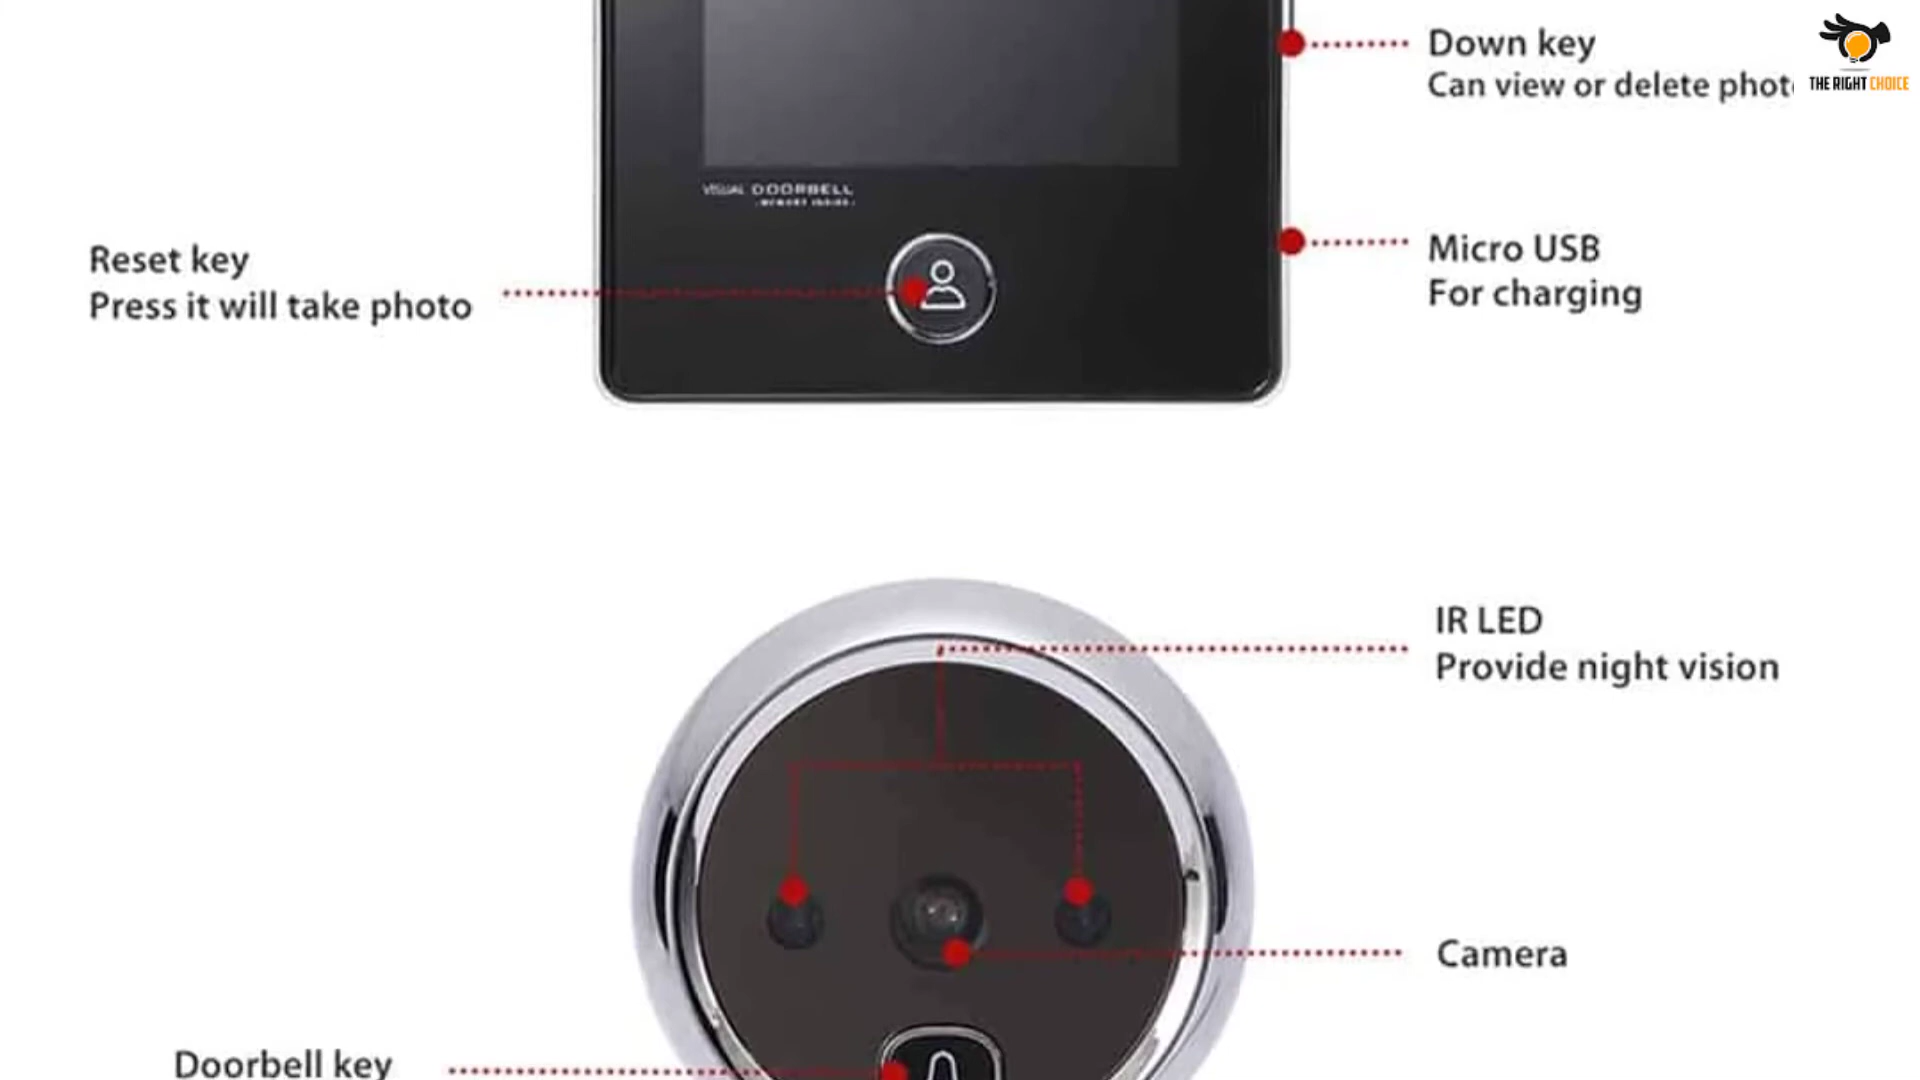 Down key
Can view or delete phot
THE RIGHT CHOICE
VISUAL DOORBELL
Reset key
Press it will take photo
Micro USB
For charging
IR LED
Provide night vision
Camera
Doorbell key